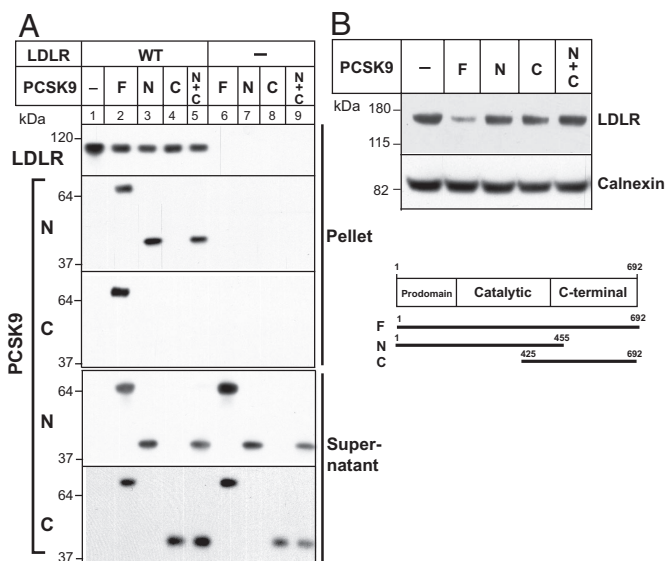 A
LDLR WT –
PCSK9 – F N C N+C F N C N+C
kDa 1 2 3 4 5 6 7 8 9
120
LDLR
64
N
37
Pellet
64
C
37
PCSK9
64
N
37
Super-
natant
64
C
37
B
PCSK9 – F N C N+C
kDa
180
LDLR
115
82
Calnexin
1 692
Prodomain Catalytic C-terminal
F 1 692
N 1 455
C 425 692